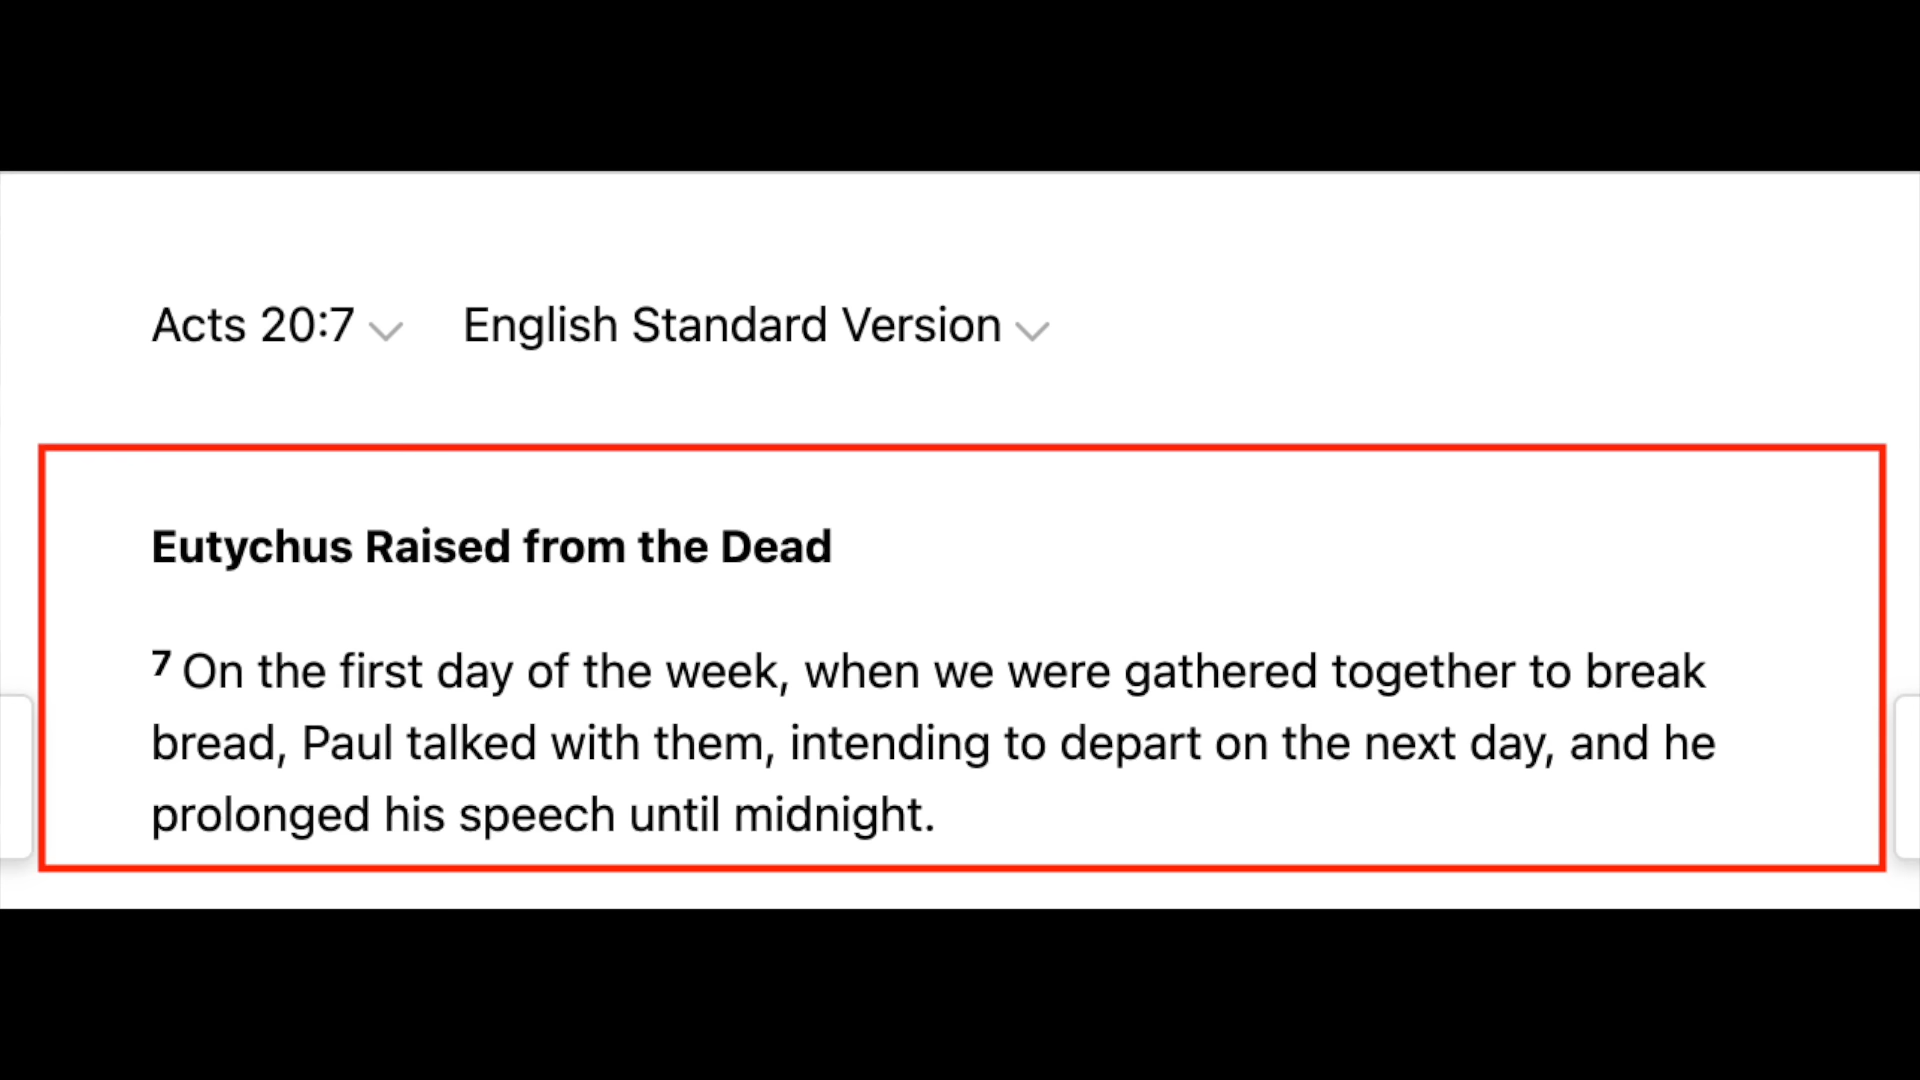 Acts 20:7 English Standard Version
Eutychus Raised from the Dead
7 On the first day of the week, when we were gathered together to break
bread, Paul talked with them, intending to depart on the next day, and he
prolonged his speech until midnight.